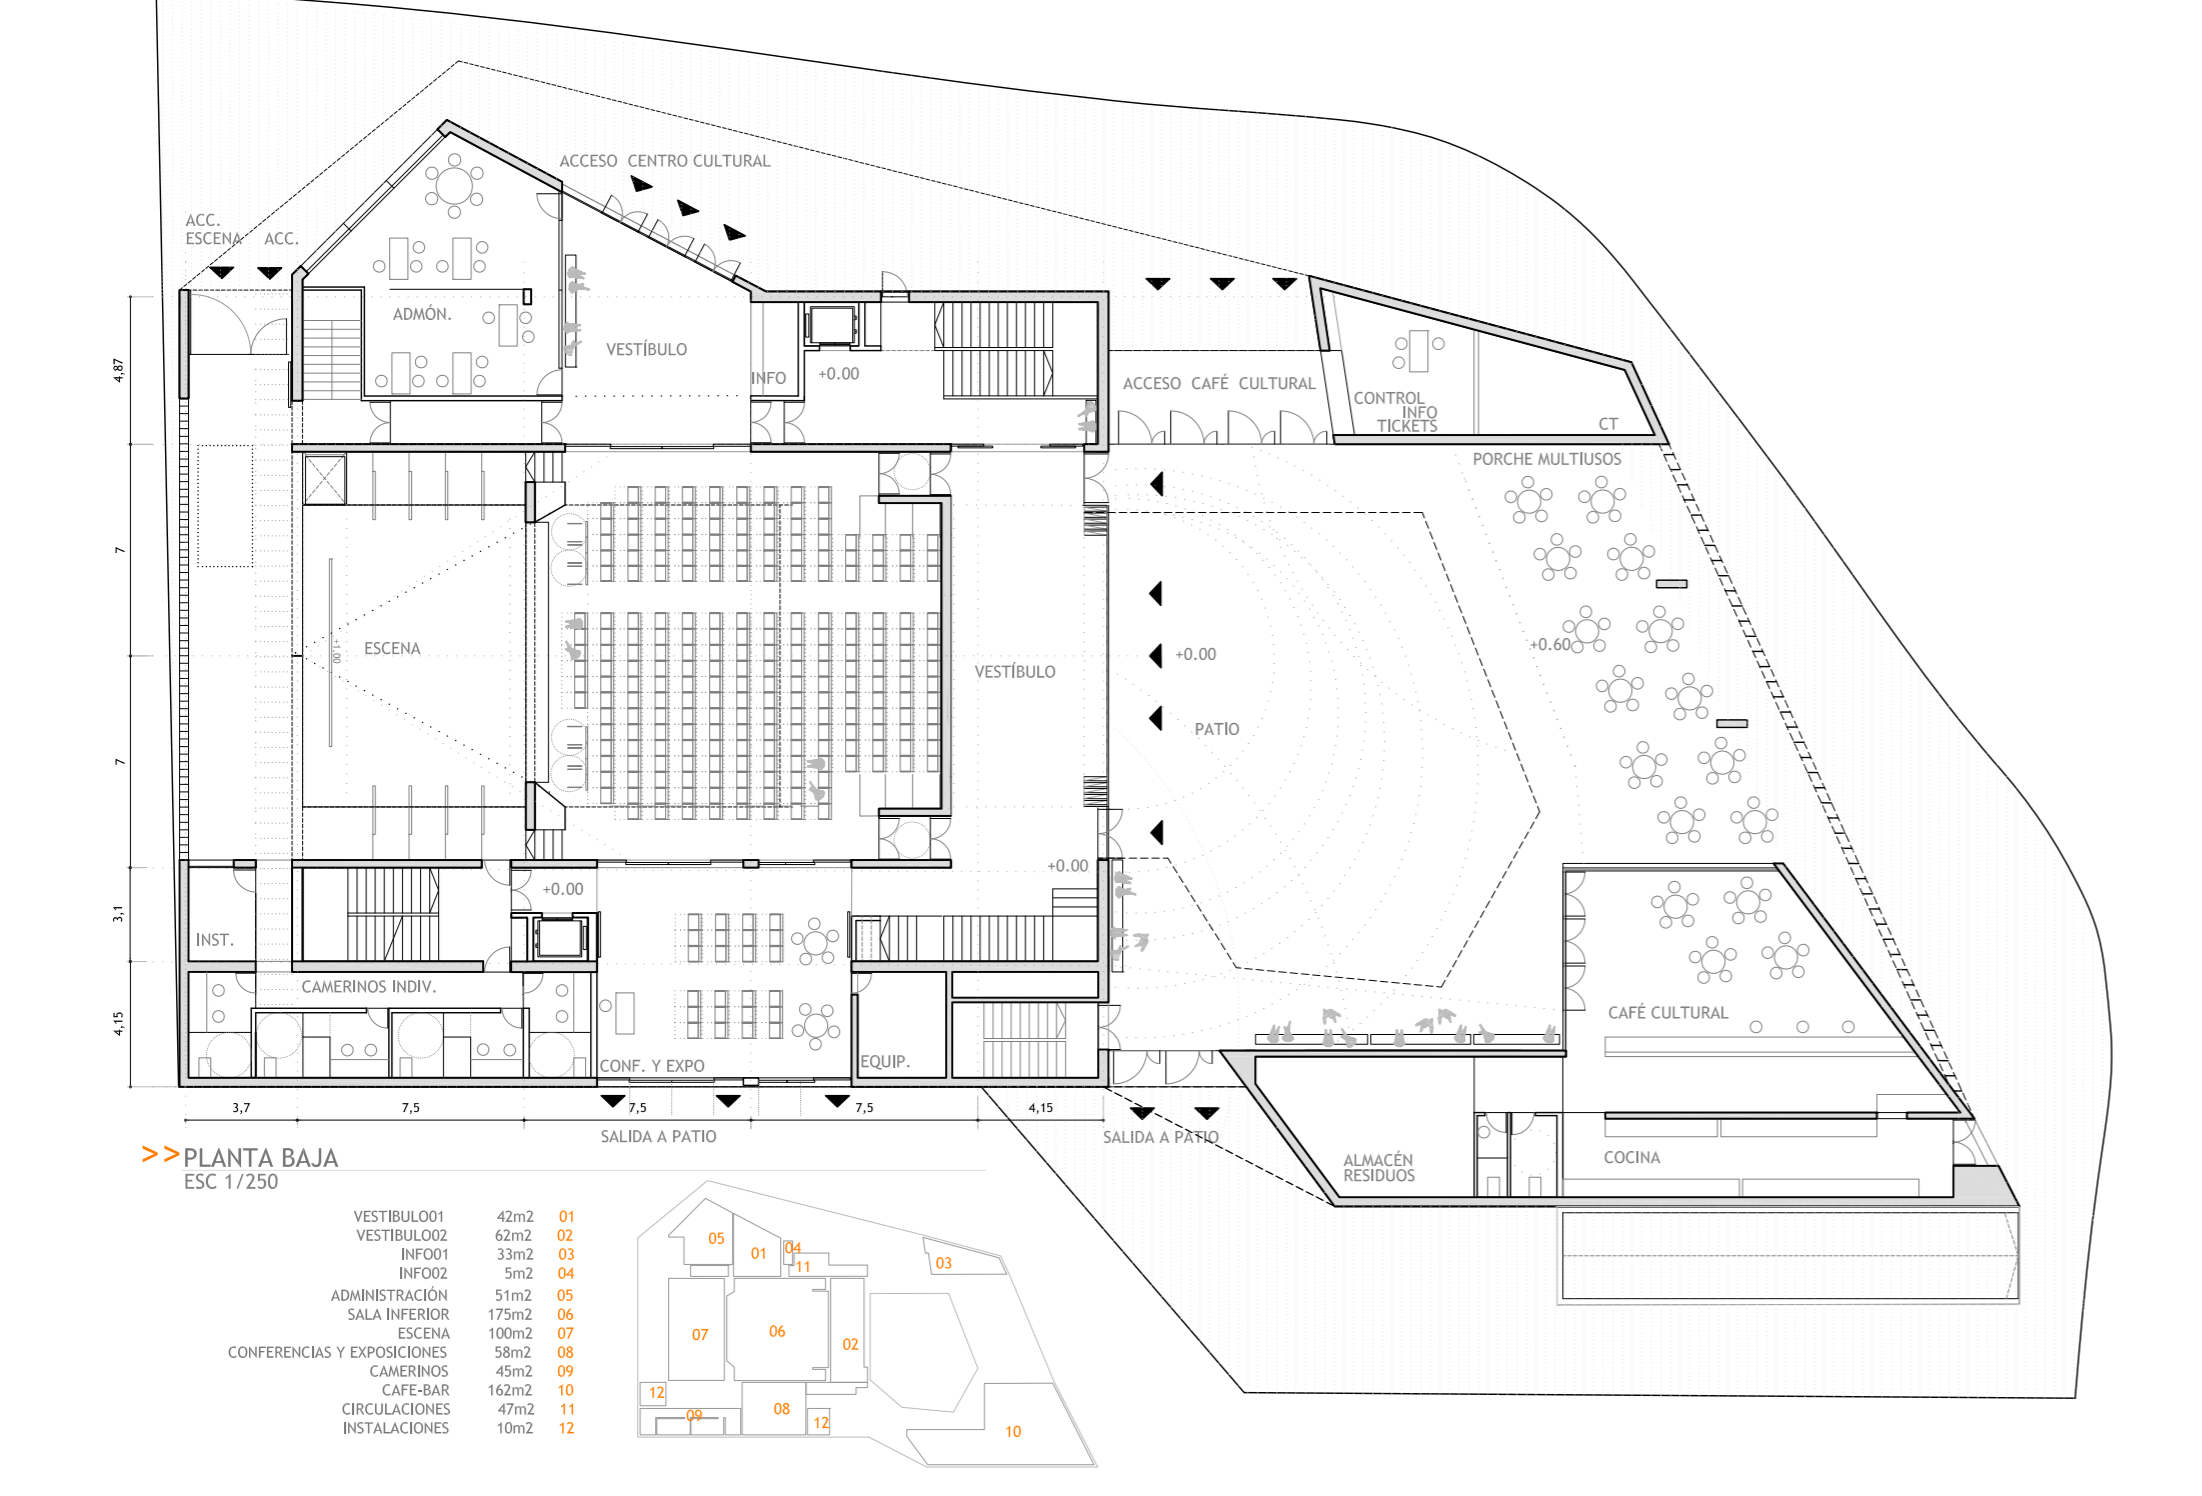 ACCESO CENTRO CULTURAL
ACC.
ESCENA
ACC.
ADMÓN.
VESTÍBULO
INFO
+0.00
ACCESO CAFÉ CULTURAL
CONTROL
INFO
TICKETS
CT
PORCHE MULTIUSOS
4,87
7
7
3,1
4,15
ESCENA
+1.00
VESTÍBULO
+0.00
PATIO
+0.60
+0.00
+0.00
INST.
CAMERINOS INDIV.
CONF. Y EXPO
EQUIP.
CAFÉ CULTURAL
3,7
7,5
7,5
7,5
4,15
SALIDA A PATIO
SALIDA A PATIO
ALMACÉN
RESIDUOS
COCINA
>>PLANTA BAJA
ESC 1/250
VESTIBULO01 42m2 01
VESTIBULO02 62m2 02
INFO01 33m2 03
INFO02 5m2 04
ADMINISTRACIÓN 51m2 05
SALA INFERIOR 175m2 06
ESCENA 100m2 07
CONFERENCIAS Y EXPOSICIONES 58m2 08
CAMERINOS 45m2 09
CAFE-BAR 162m2 10
CIRCULACIONES 47m2 11
INSTALACIONES 10m2 12
05
01
04
11
03
07
06
02
12
09
08
12
10